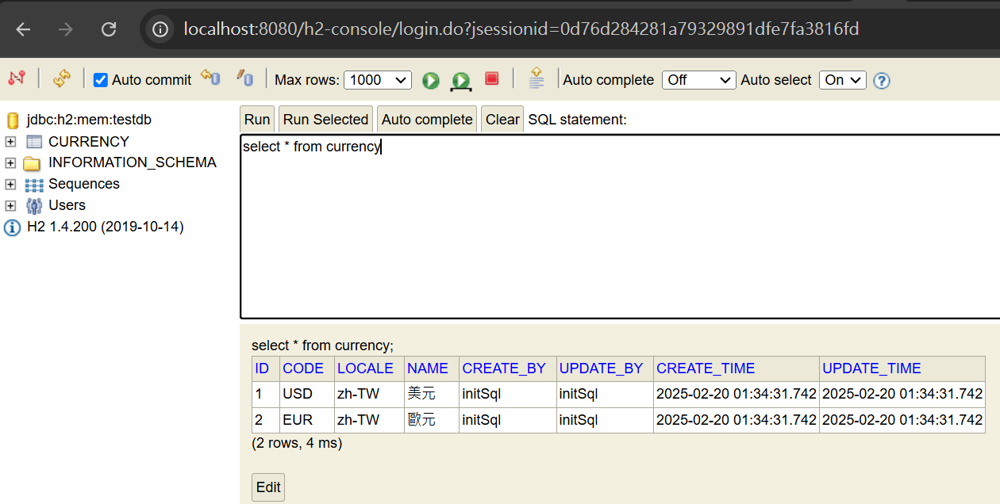 localhost:8080/h2-console/login.do?jsessionid=0d76d284281a79329891dfe7fa3816fd
Auto commit Max rows: 1000 Auto complete Off Auto select On ?
jdbc:h2:mem:testdb
CURRENCY
INFORMATION_SCHEMA
Sequences
Users
H2 1.4.200 (2019-10-14)
Run Run Selected Auto complete Clear SQL statement:
select * from currency
select * from currency;
ID CODE LOCALE NAME CREATE_BY UPDATE_BY CREATE_TIME UPDATE_TIME
1 USD zh-TW 美元 initSql initSql 2025-02-20 01:34:31.742 2025-02-20 01:34:31.742
2 EUR zh-TW 歐元 initSql initSql 2025-02-20 01:34:31.742 2025-02-20 01:34:31.742
(2 rows, 4 ms)
Edit